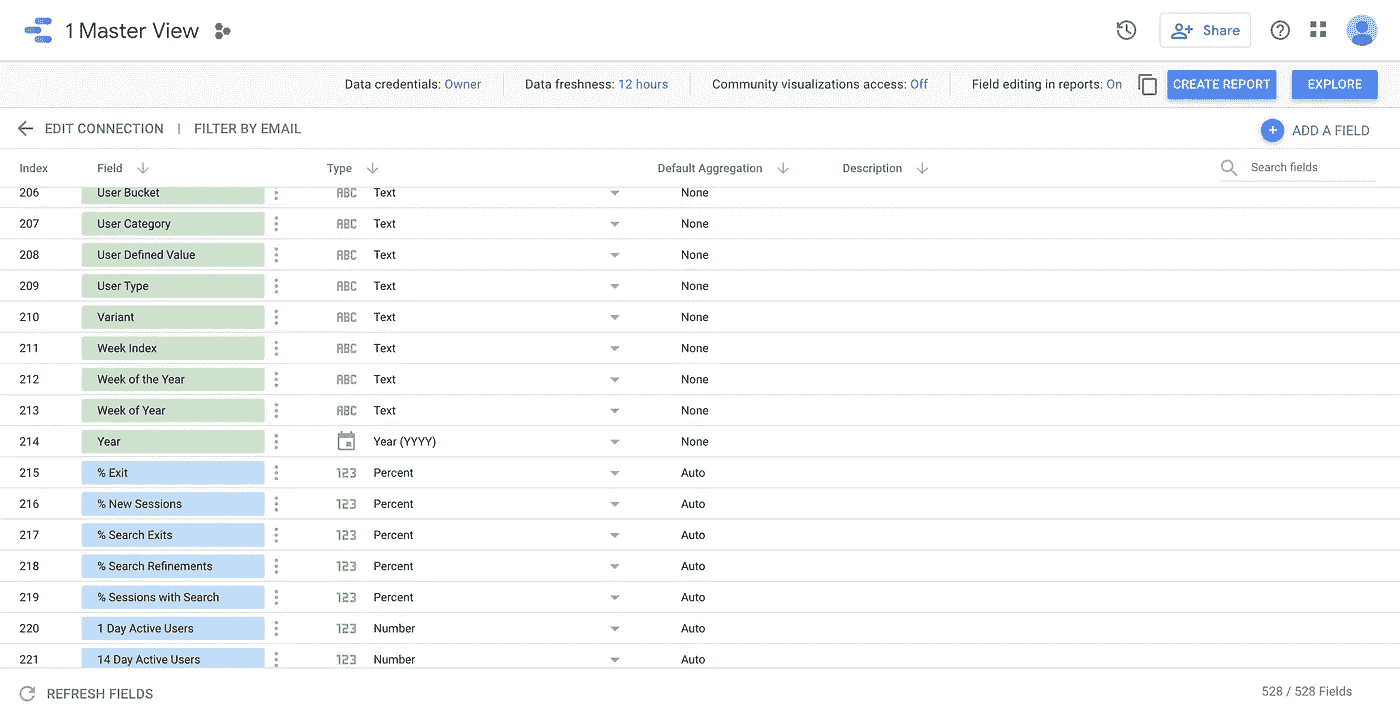 1 Master View
Share
Data credentials: Owner
Data freshness: 12 hours
Community visualizations access: Off
Field editing in reports: On
CREATE REPORT
EXPLORE
EDIT CONNECTION | FILTER BY EMAIL
+ ADD A FIELD
Index Field Type Default Aggregation Description Search fields
206 User Bucket ABC Text None
207 User Category ABC Text None
208 User Defined Value ABC Text None
209 User Type ABC Text None
210 Variant ABC Text None
211 Week Index ABC Text None
212 Week of the Year ABC Text None
213 Week of Year ABC Text None
214 Year Year (YYYY) None
215 % Exit 123 Percent Auto
216 % New Sessions 123 Percent Auto
217 % Search Exits 123 Percent Auto
218 % Search Refinements 123 Percent Auto
219 % Sessions with Search 123 Percent Auto
220 1 Day Active Users 123 Number Auto
221 14 Day Active Users 123 Number Auto
REFRESH FIELDS
528 / 528 Fields